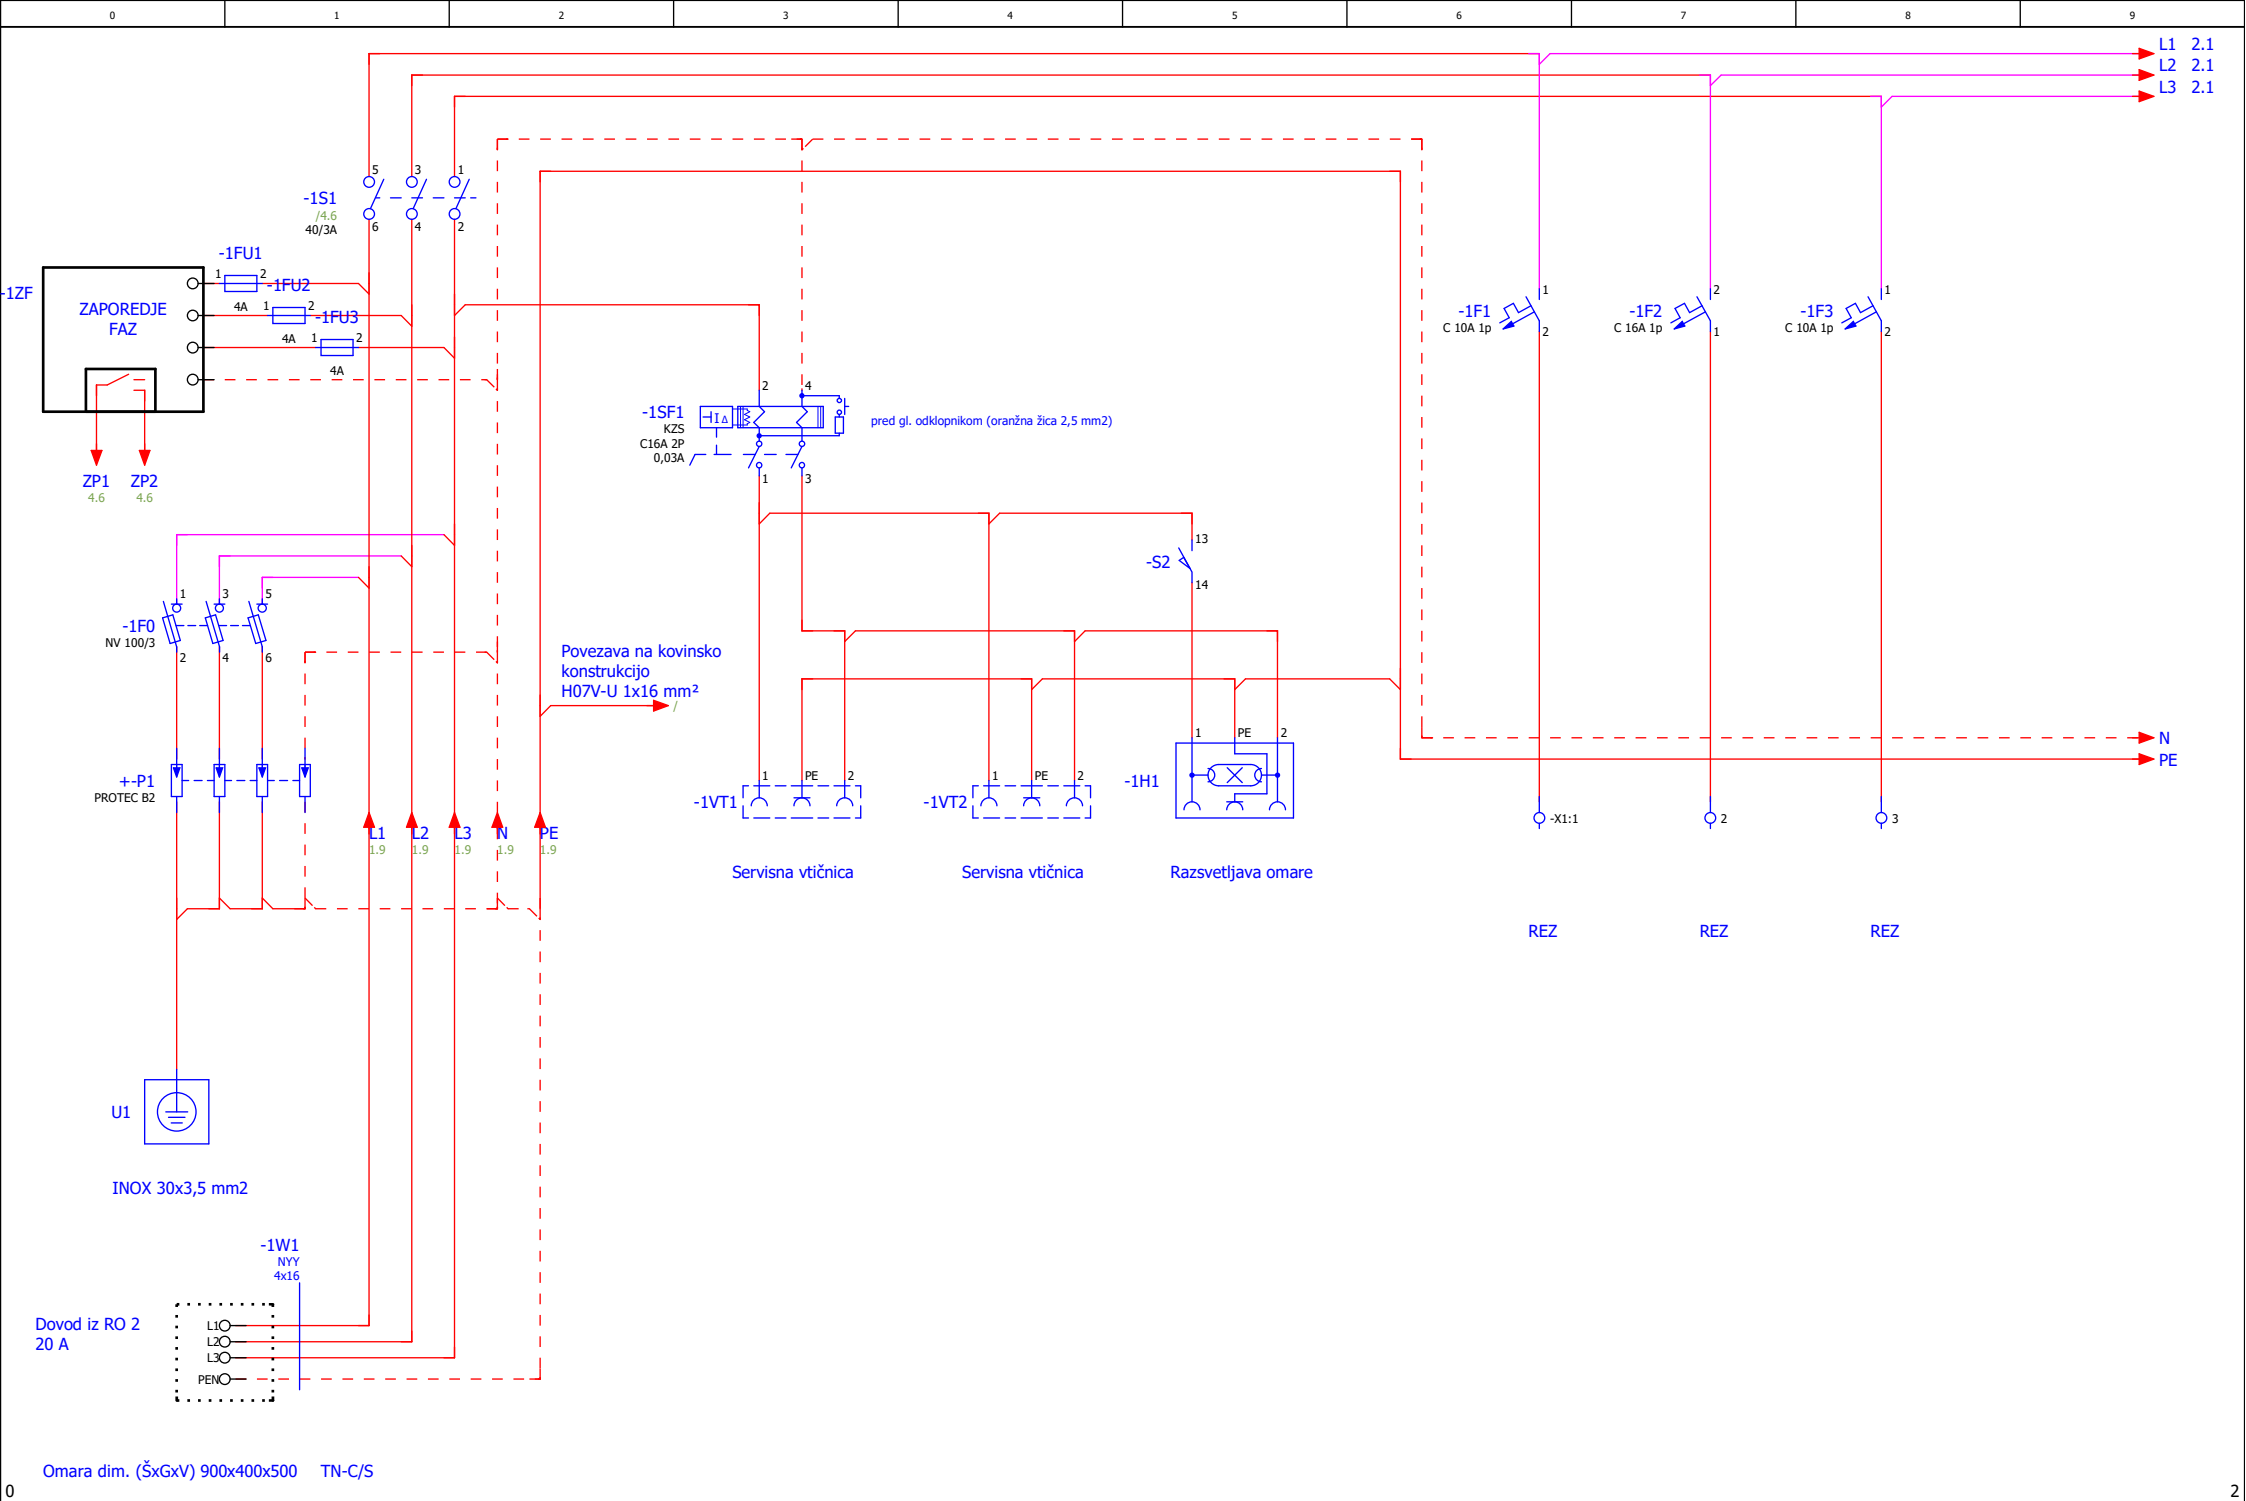 0 1 2 3 4 5 6 7 8 9
L1 2.1
L2 2.1
L3 2.1
5 3 1
-1S1
/4.6
40/3A
6 4 2
-1FU1
1 2
-1FU2
4A 1 2
-1FU3
4A 1 2
4A
-1ZF
ZAPOREDJE
FAZ
ZP1 ZP2
4.6 4.6
2 4
-1SF1
KZS
C16A 2P
0,03A
I Δ
1 3
pred gl. odklopnikom (oranžna žica 2,5 mm2)
1
-1F1
C 10A 1p
2
2
-1F2
C 16A 1p
1
1
-1F3
C 10A 1p
2
13
-S2
14
1 3 5
-1F0
NV 100/3
2 4 6
Povezava na kovinsko
konstrukcijo
H07V-U 1x16 mm²
/
+-P1
PROTEC B2
L1 L2 L3 N PE
1.9 1.9 1.9 1.9 1.9
1 PE 2
-1VT1
Servisna vtičnica
1 PE 2
-1VT2
Servisna vtičnica
1 PE 2
-1H1
Razsvetljava omare
N
PE
-X1:1
2
3
REZ
REZ
REZ
U1
INOX 30x3,5 mm2
-1W1
NYY
4x16
Dovod iz RO 2
20 A
L1
L2
L3
PEN
Omara dim. (ŠxGxV) 900x400x500 TN-C/S
0
2